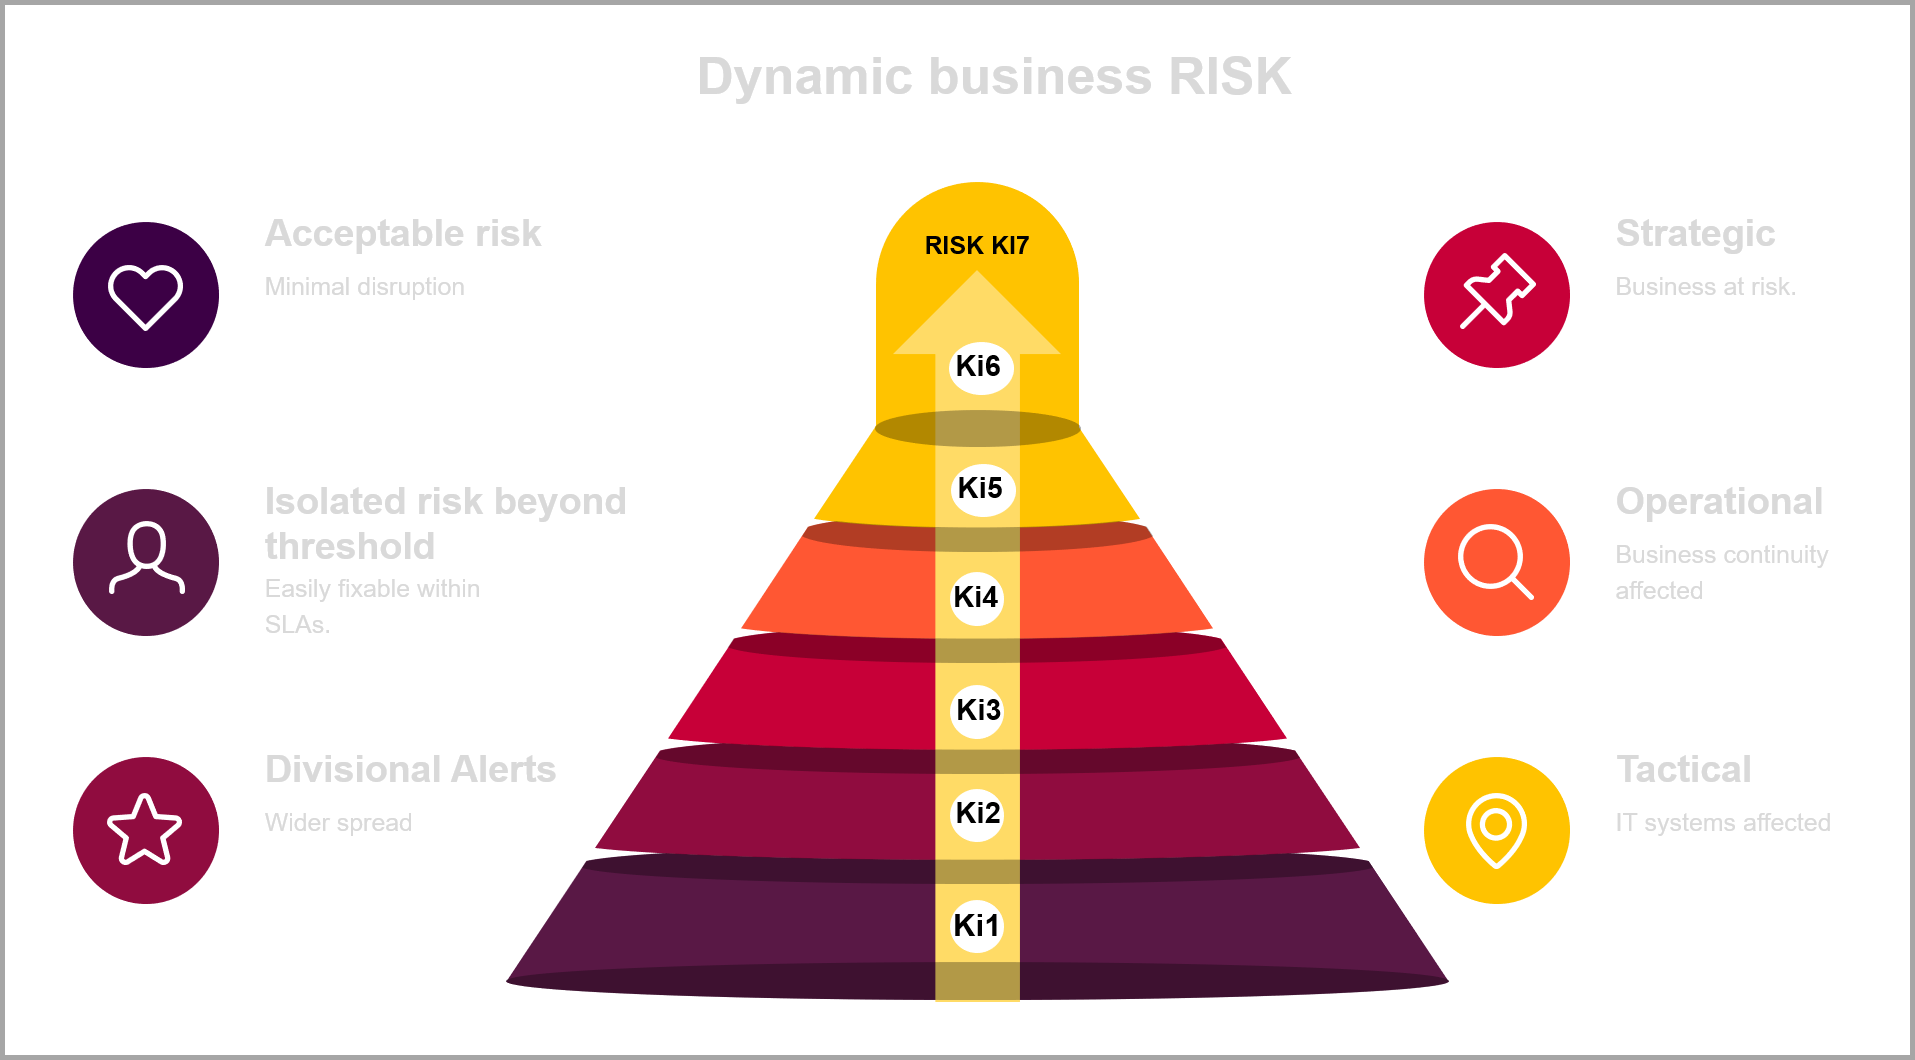 Dynamic business RISK
Acceptable risk
Minimal disruption
Isolated risk beyond
threshold
Easily fixable within
SLAs.
Divisional Alerts
Wider spread
RISK KI7
Ki6
Ki5
Ki4
Ki3
Ki2
Ki1
Strategic
Business at risk.
Operational
Business continuity
affected
Tactical
IT systems affected